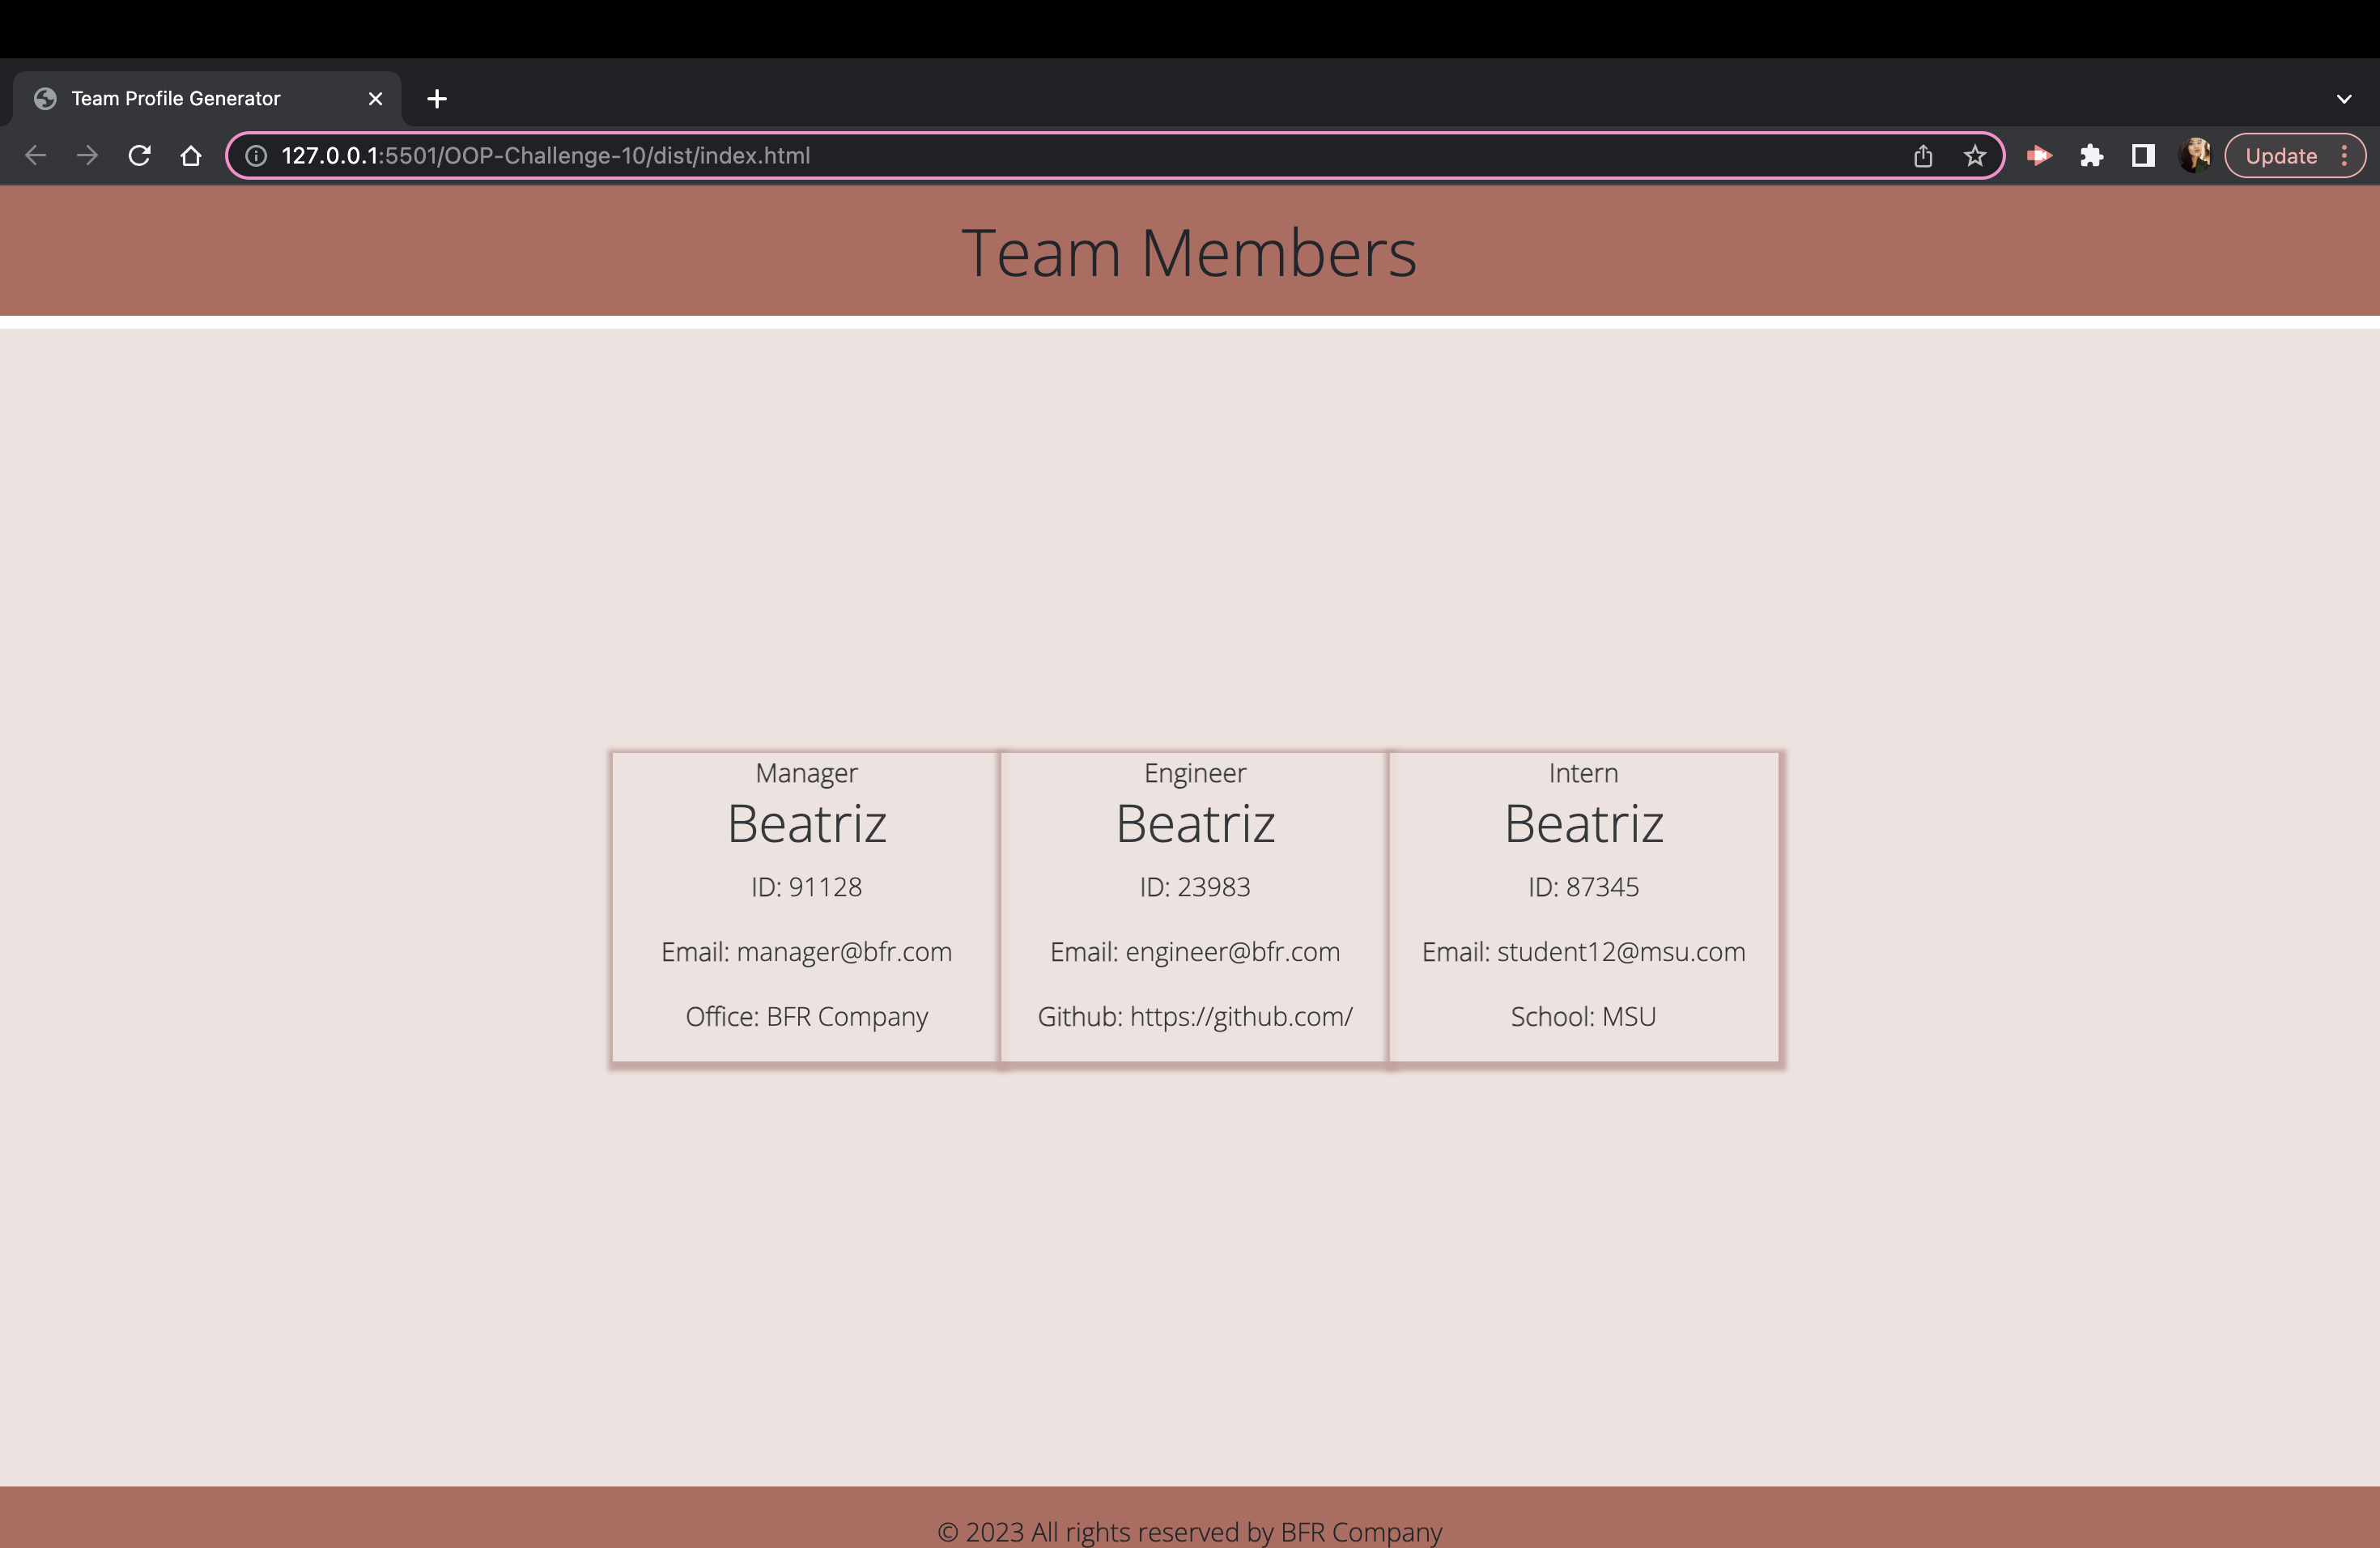 Team Profile Generator
127.0.0.1:5501/OOP-Challenge-10/dist/index.html
Update
Team Members
Manager
Beatriz
ID: 91128
Email: manager@bfr.com
Office: BFR Company
Engineer
Beatriz
ID: 23983
Email: engineer@bfr.com
Github: https://github.com/
Intern
Beatriz
ID: 87345
Email: student12@msu.com
School: MSU
© 2023 All rights reserved by BFR Company